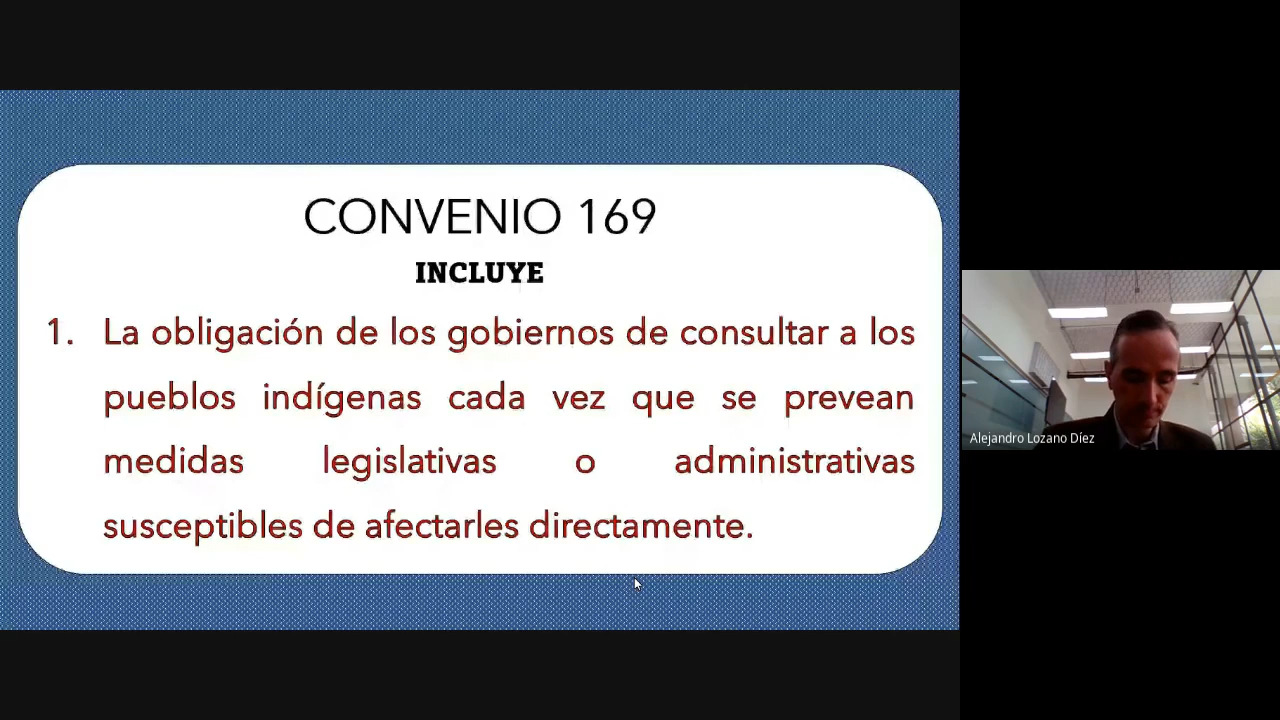 CONVENIO 169
INCLUYE
1. La obligación de los gobiernos de consultar a los
pueblos indígenas cada vez que se prevean
medidas legislativas o administrativas
susceptibles de afectarles directamente.
Alejandro Lozano Díez